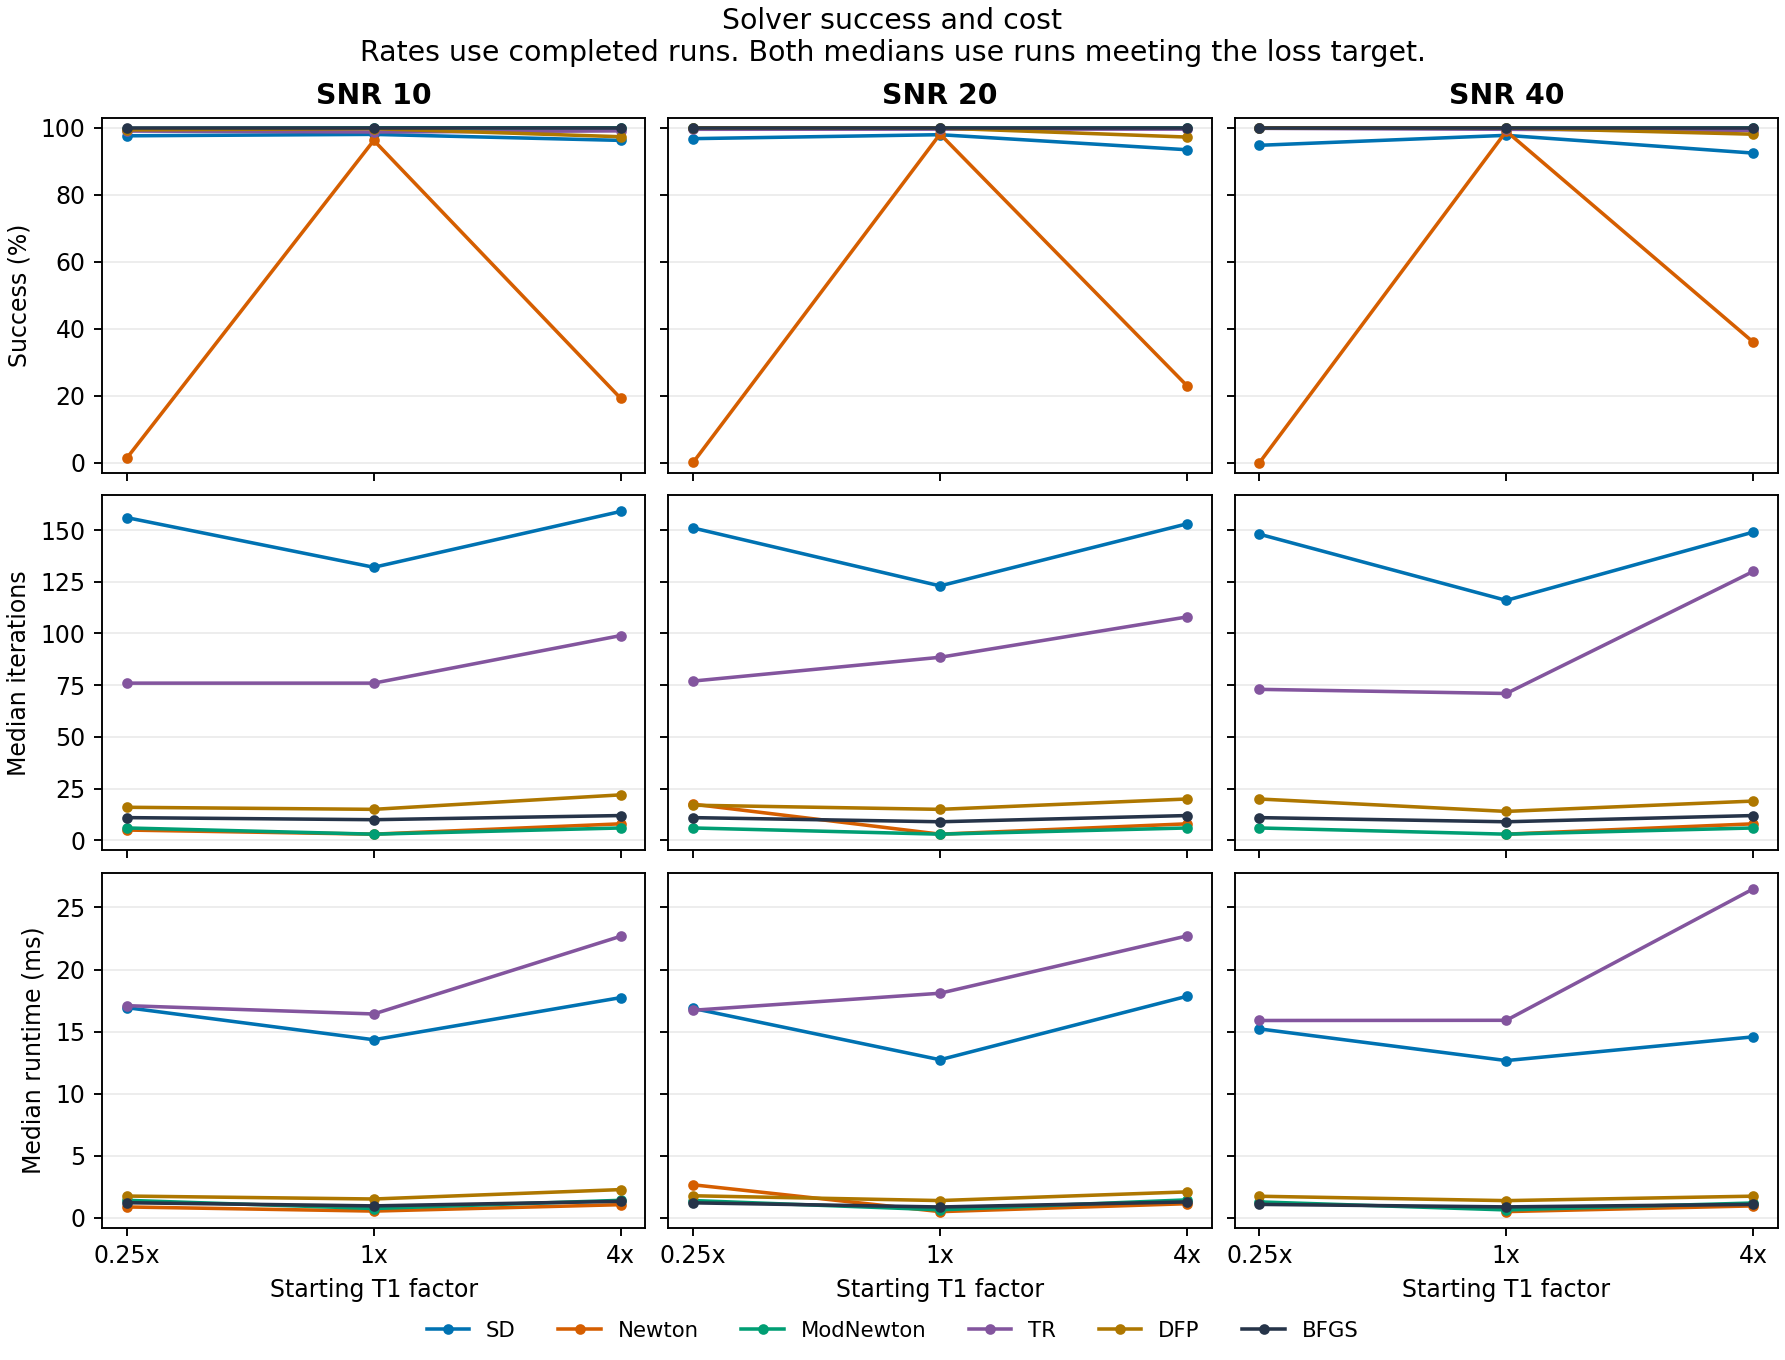 Solver success and cost
Rates use completed runs. Both medians use runs meeting the loss target.
SNR 10 SNR 20 SNR 40
Success (%)
100
80
60
40
20
0
Median iterations
150
125
100
75
50
25
0
Median runtime (ms)
25
20
15
10
5
0
0.25x 1x 4x 0.25x 1x 4x 0.25x 1x 4x
Starting T1 factor Starting T1 factor Starting T1 factor
SD Newton ModNewton TR DFP BFGS